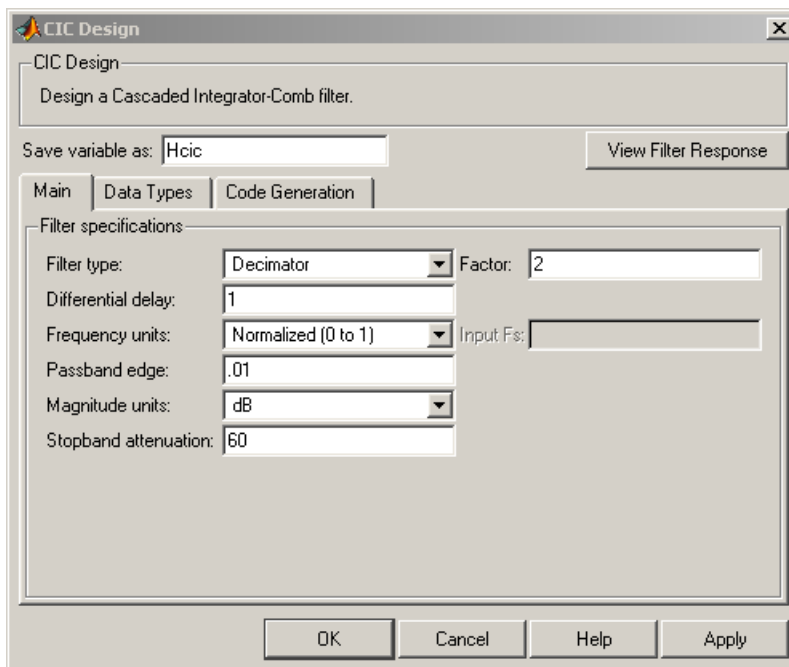 CIC Design
CIC Design
Design a Cascaded Integrator-Comb filter.
Save variable as: Hcic View Filter Response
Main Data Types Code Generation
Filter specifications
Filter type: Decimator Factor: 2
Differential delay: 1
Frequency units: Normalized (0 to 1) Input Fs:
Passband edge: .01
Magnitude units: dB
Stopband attenuation: 60
OK Cancel Help Apply